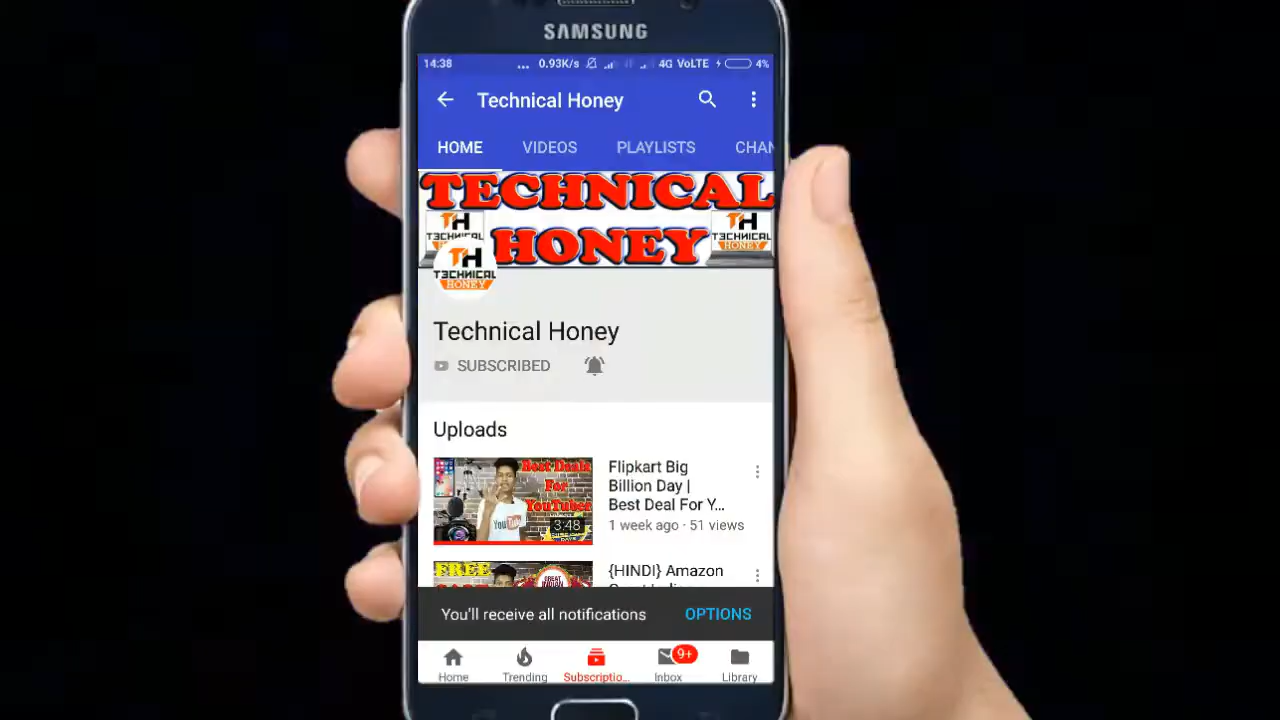 SAMSUNG
14:38 ... 0.93K/s 4G VoLTE 4%
Technical Honey
HOME VIDEOS PLAYLISTS CHAN
TECHNICAL
TH TECHNICAL HONEY
HONEY
TH TECHNICAL HONEY
TH TECHNICAL HONEY
Technical Honey
SUBSCRIBED
Uploads
Best Deals
For
YouTuber
YouTube
3:48
Flipkart Big
Billion Day |
Best Deal For Y...
1 week ago · 51 views
FREE
GREAT
{HINDI} Amazon
You'll receive all notifications OPTIONS
9+
Home Trending Subscriptio... Inbox Library